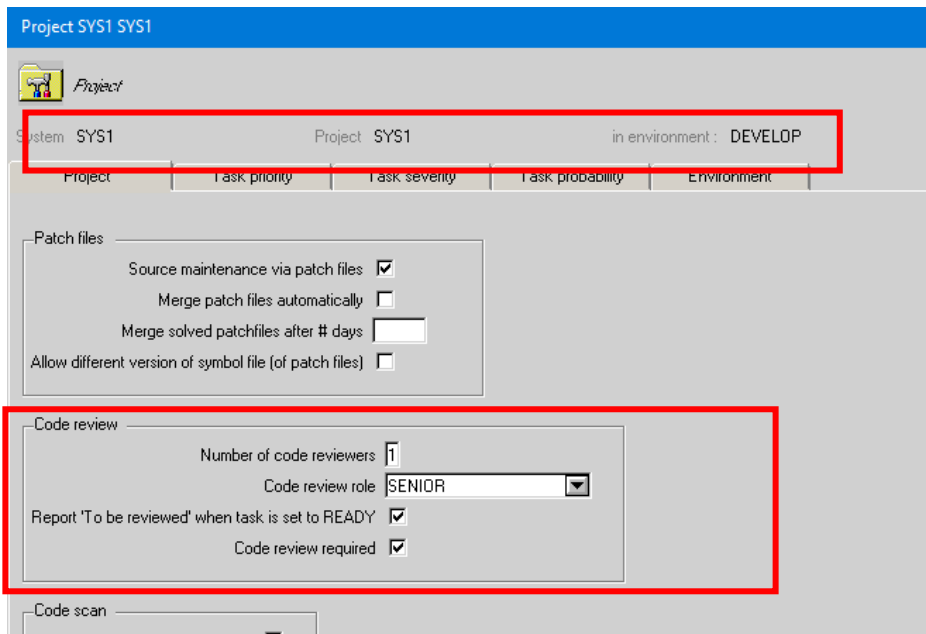 Project SYS1 SYS1
Project
System SYS1 Project SYS1 in environment : DEVELOP
Project Task priority Task severity Task probability Environment
Patch files
Source maintenance via patch files
Merge patch files automatically
Merge solved patchfiles after # days
Allow different version of symbol file (of patch files)
Code review
Number of code reviewers 1
Code review role SENIOR
Report 'To be reviewed' when task is set to READY
Code review required
Code scan